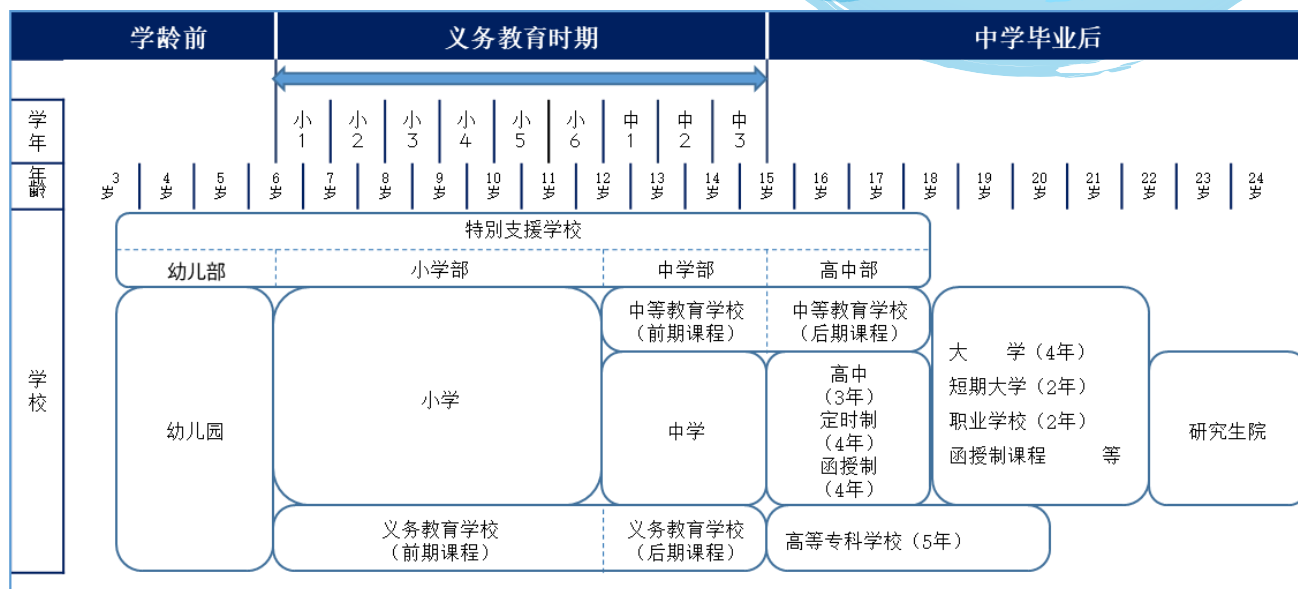 学龄前 义务教育时期 中学毕业后
学年
小1 小2 小3 小4 小5 小6 中1 中2 中3
年齡
3岁 4岁 5岁 6岁 7岁 8岁 9岁 10岁 11岁 12岁 13岁 14岁 15岁 16岁 17岁 18岁 19岁 20岁 21岁 22岁 23岁 24岁
学校
特别支援学校
幼儿部 小学部 中学部 高中部
幼儿园
小学
中等教育学校
(前期课程)
中等教育学校
(后期课程)
中学
高中
(3年)
定时制
(4年)
函授制
(4年)
大 学(4年)
短期大学(2年)
职业学校(2年)
函授制课程 等
研究生院
义务教育学校
(前期课程)
义务教育学校
(后期课程)
高等专科学校(5年)